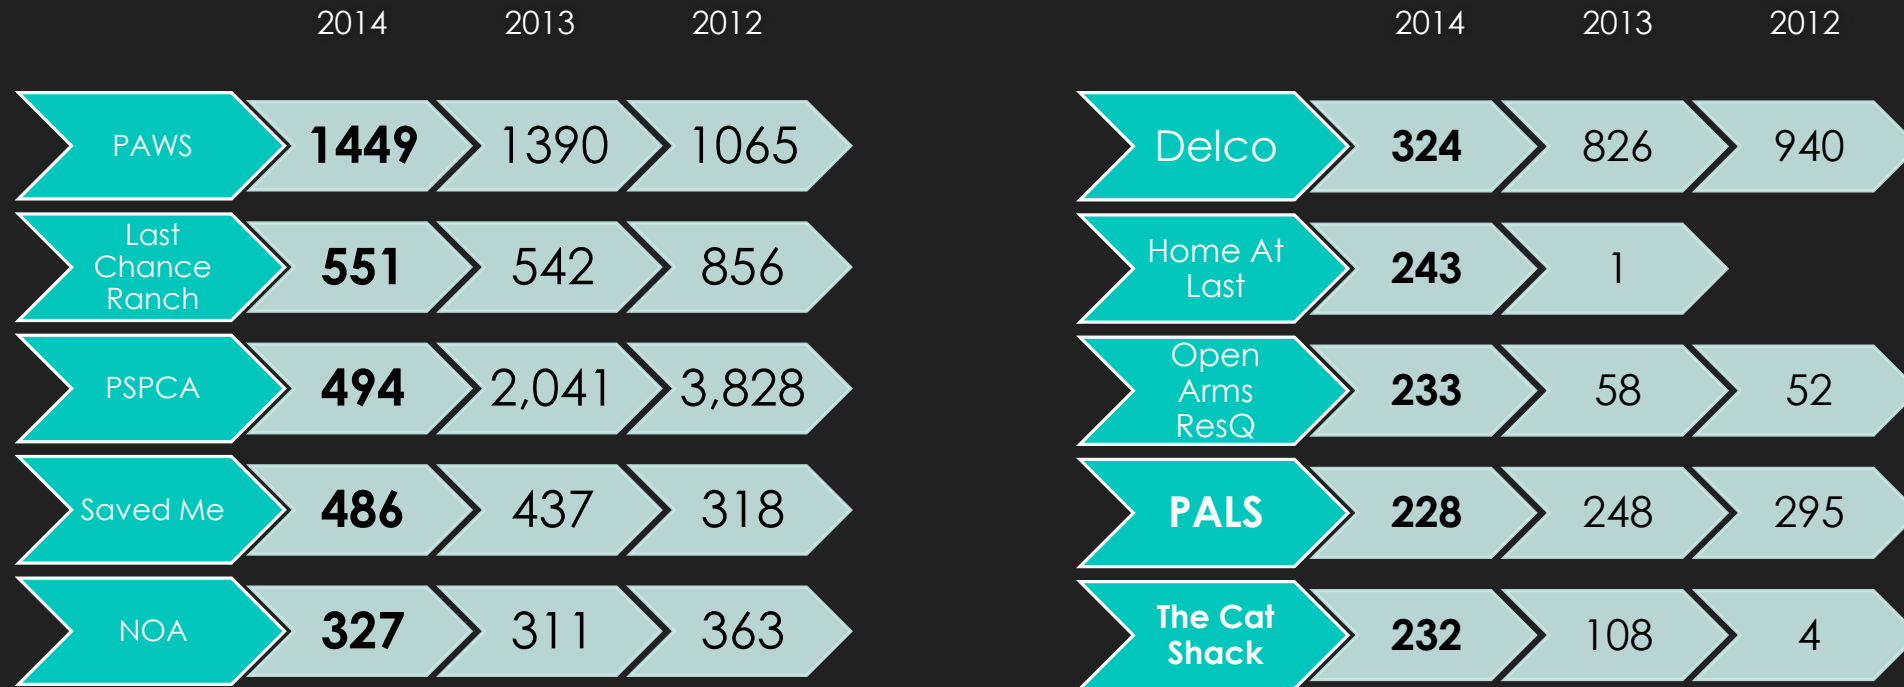 2014 2013 2012
PAWS 1449 1390 1065
Last
Chance
Ranch
551 542 856
PSPCA 494 2,041 3,828
Saved Me 486 437 318
NOA 327 311 363
2014 2013 2012
Delco 324 826 940
Home At
Last
243 1
Open
Arms
ResQ
233 58 52
PALS 228 248 295
The Cat
Shack
232 108 4